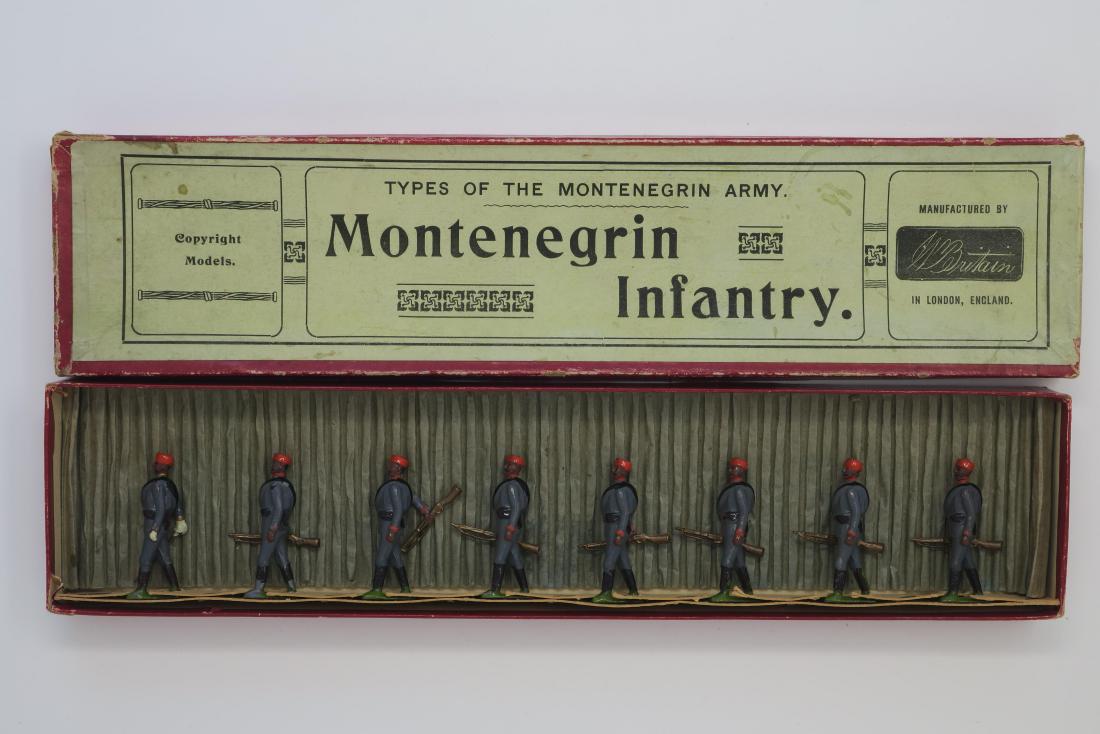 Copyright
Models.
TYPES OF THE MONTENEGRIN ARMY.
Montenegrin
Infantry.
MANUFACTURED BY
W Britain
IN LONDON, ENGLAND.